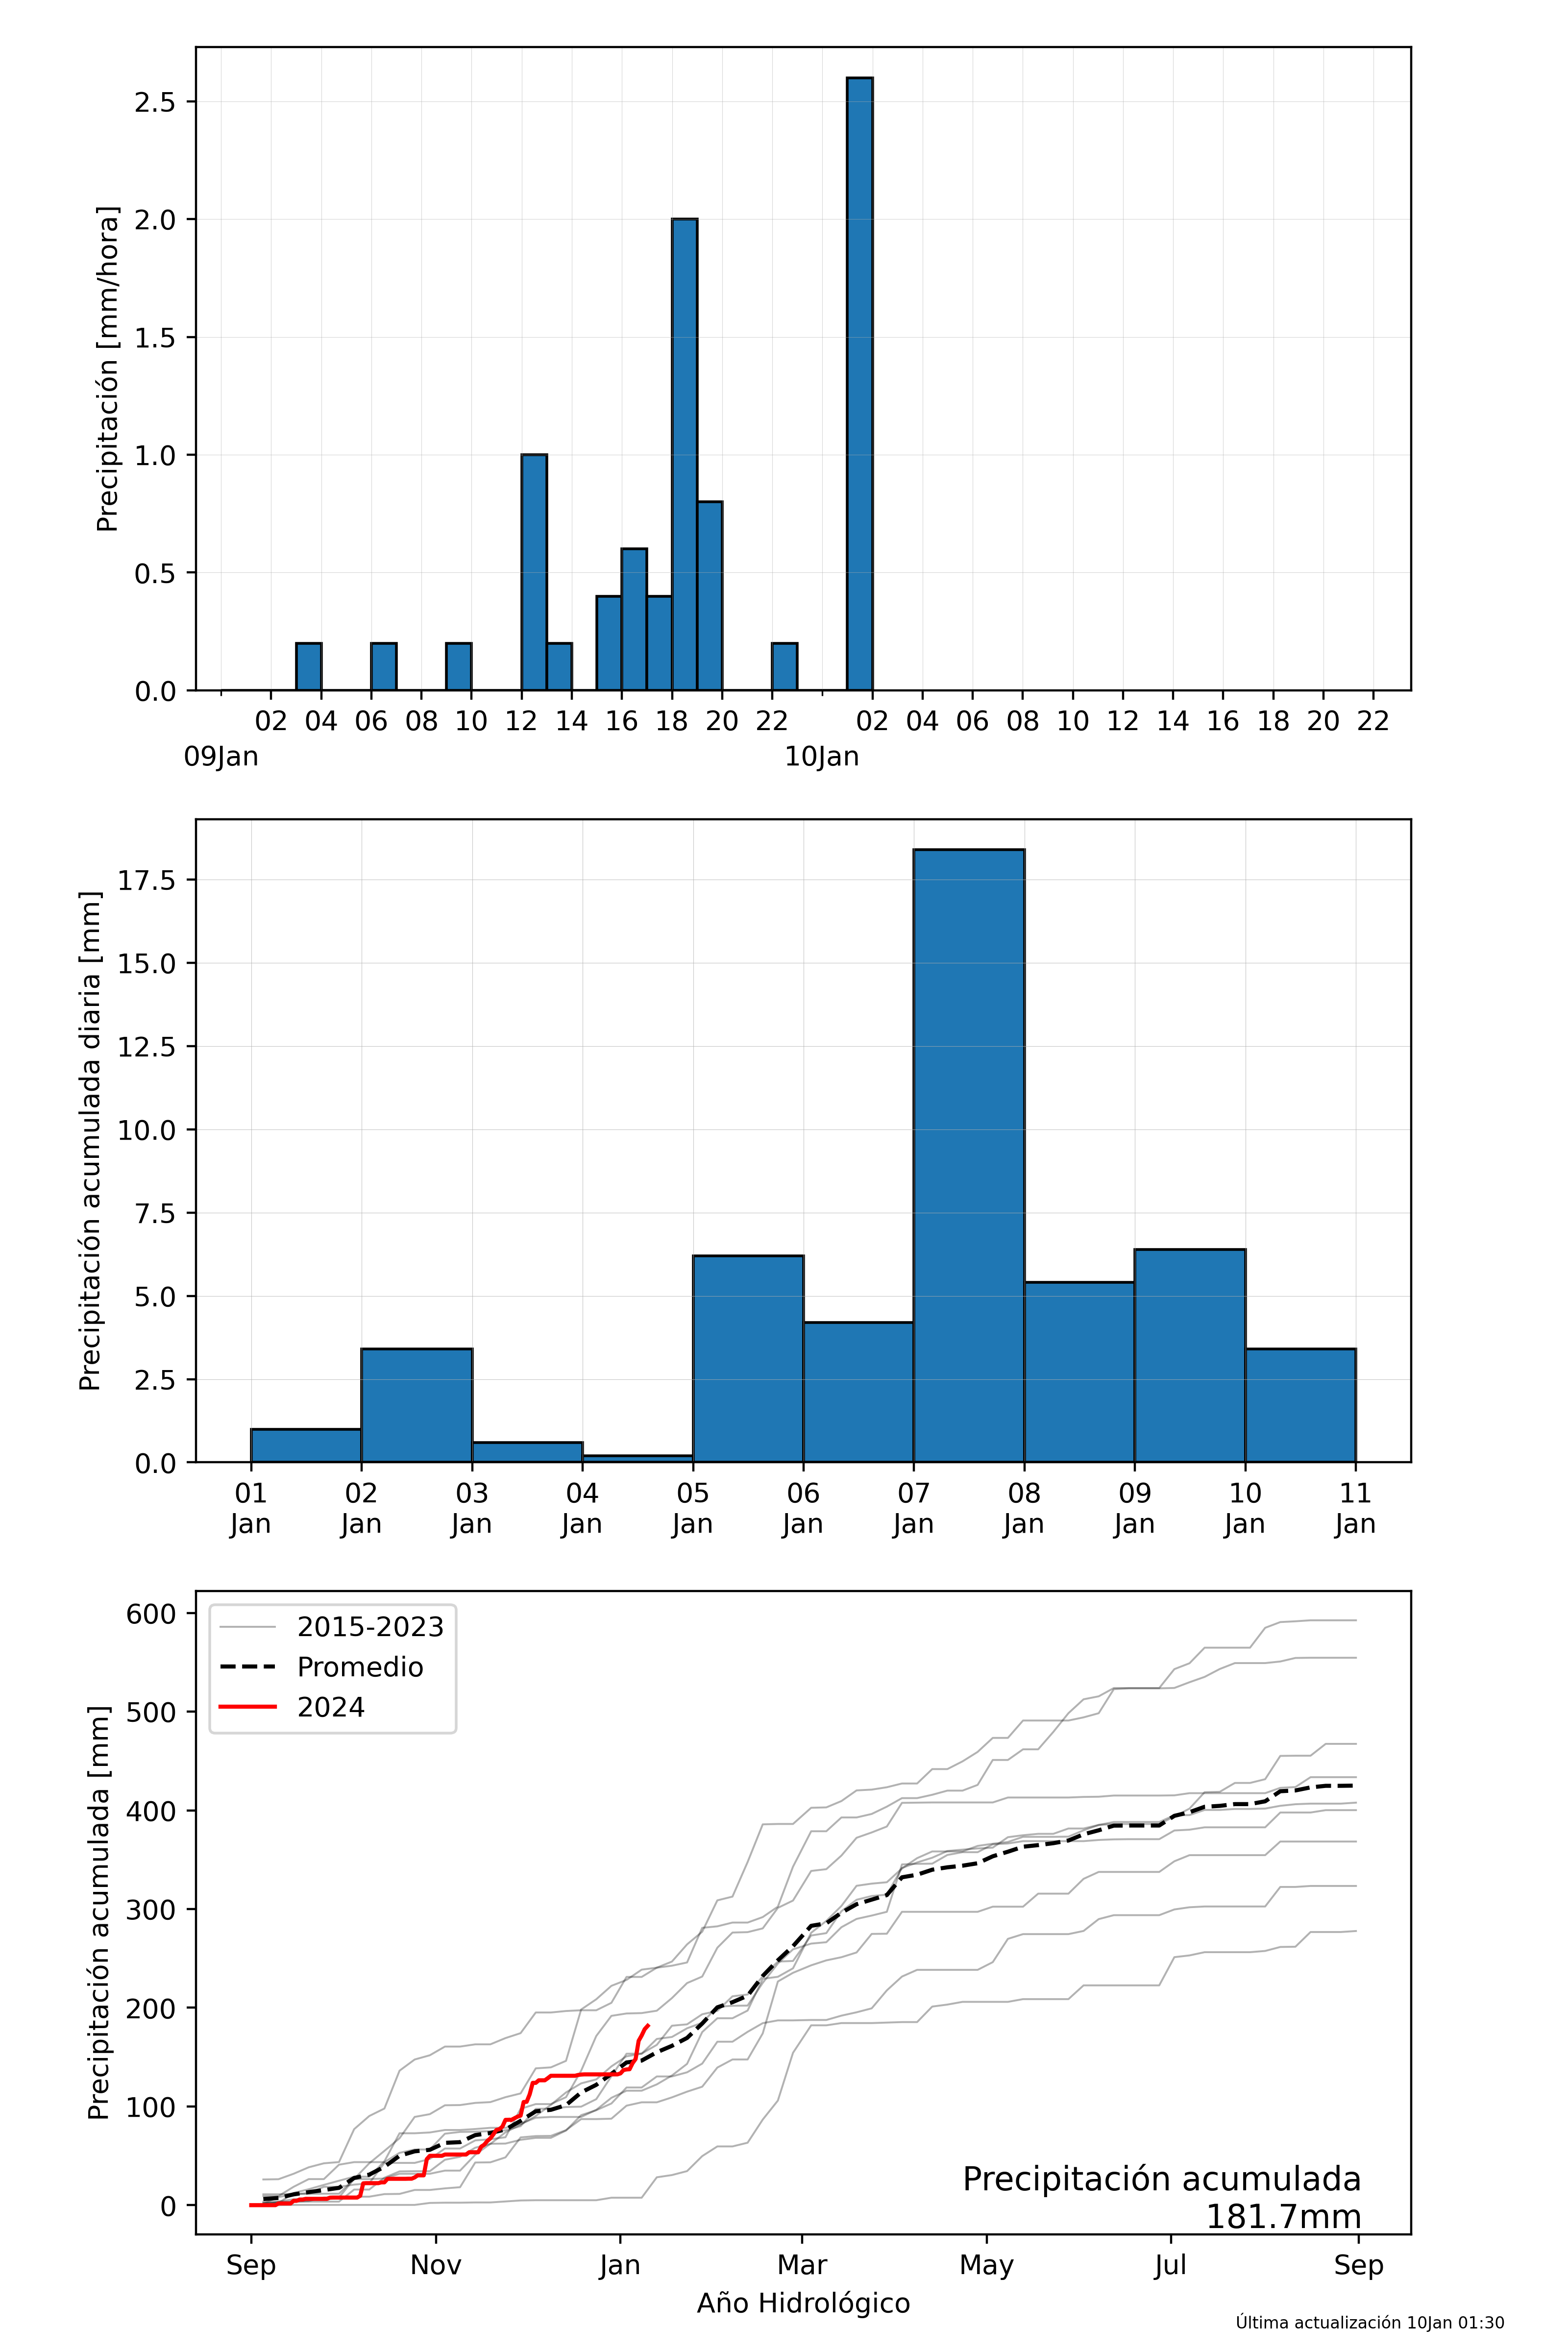 2.5
2.0
1.5
1.0
0.5
0.0
Precipitación [mm/hora]
02 04 06 08 10 12 14 16 18 20 22 02 04 06 08 10 12 14 16 18 20 22
09Jan 10Jan
17.5
15.0
12.5
10.0
7.5
5.0
2.5
0.0
Precipitación acumulada diaria [mm]
01 02 03 04 05 06 07 08 09 10 11
Jan Jan Jan Jan Jan Jan Jan Jan Jan Jan Jan
600
500
400
300
200
100
0
Precipitación acumulada [mm]
2015-2023
Promedio
2024
Precipitación acumulada
181.7mm
Sep Nov Jan Mar May Jul Sep
Año Hidrológico
Última actualización 10Jan 01:30